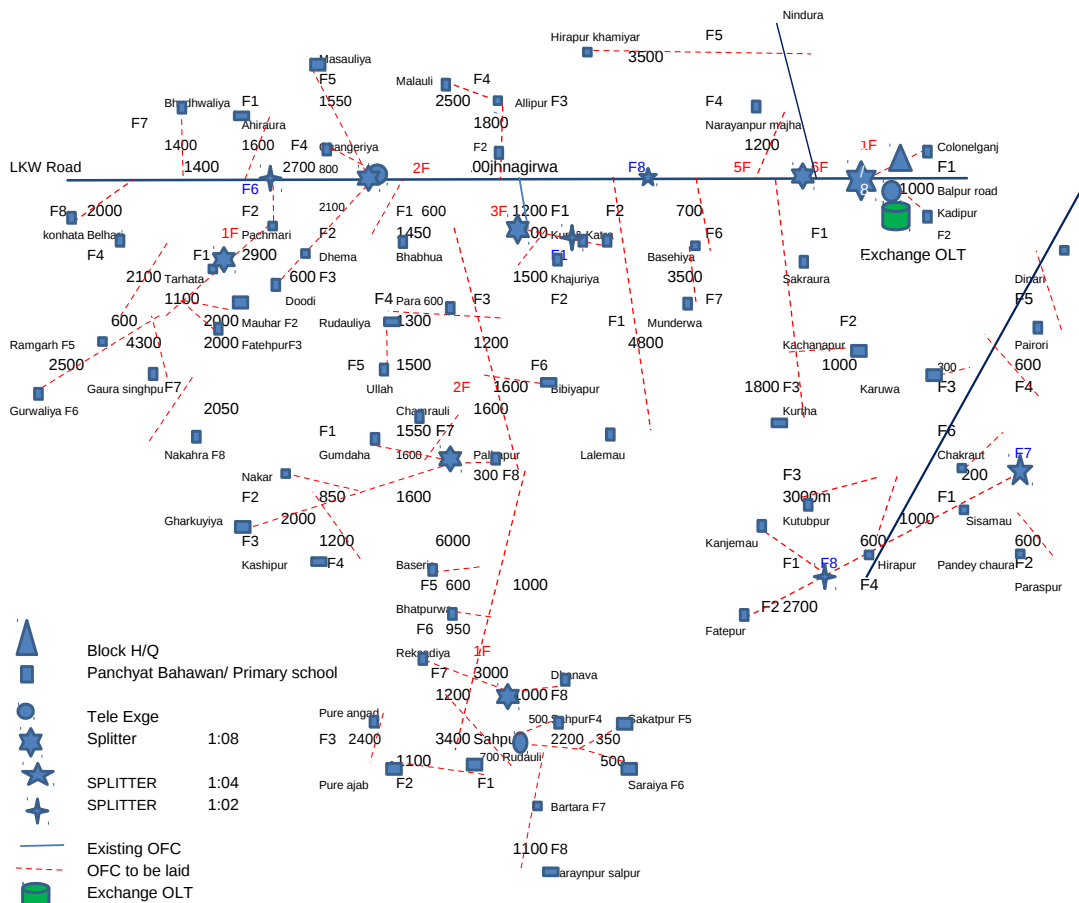 Nindura
Hirapur khamiyar
F5
3500
Masauliya
F5
1550
Malauli
F4
2500
Allipur
F3
1800
F2
F4
Narayanpur majha
1200
F1
Ahiraura
F7
1400
1600
F4
800
1F
Colonelganj
F1
LKW Road
1400
2700
2F
F8
5F
6F
1000
Balpur road
F6
Kadipur
F2
Exchange OLT
F8
2000
konhata Belhari
F4
F2
Pachmari
1F
F1
2900
2100
F2
Dhema
F1
600
1450
Bhabhua
3F
1200
F1
F2
700
F6
Basehiya
F1
Sakraura
Khajuriya
1500
F2
3500
F7
Munderwa
Dinari
F5
Pairori
2100
Tarhata
1100
600
F3
Doodi
2000
Mauhar F2
2000
FatehpurF3
F4
Para 600
F3
Rudauliya
1300
1200
F1
4800
F2
Kachanapur
1000
600
F4
600
4300
Ramgarh F5
2500
Gaura singhpu
F7
Gurwaliya F6
F5
1500
Ullah
F6
1600
Bibiyapur
300
F3
Karuwa
1800
F3
Kurtha
2050
Nakahra F8
2F
1600
Chamrauli
F1
1550
F7
Gumdaha
1600
Palhapur
300
F8
Lalemau
F6
Chakraut
200
F7
Nakar
F2
850
1600
Gharkuyiya
2000
F3
1200
F4
Kashipur
F3
3000m
Kutubpur
F1
1000
Sisamau
Kanjemau
600
Hirapur
F1
F8
F4
600
F2
Pandey chaura
Paraspur
6000
F5
600
1000
Bhatpurwa
F6
950
F2
2700
Fatepur
1F
F7
3000
Dhanava
1200
1000
F8
Pure angad
F3
2400
3400
500
SahpurF4
Sakatpur F5
2200
350
700
Rudauli
1100
500
Pure ajab
F2
F1
Saraiya F6
Bartara F7
1100
F8
Block H/Q
Panchyat Bahawan/ Primary school
Tele Exge
Splitter
1:08
SPLITTER
1:04
SPLITTER
1:02
Existing OFC
OFC to be laid
Exchange OLT